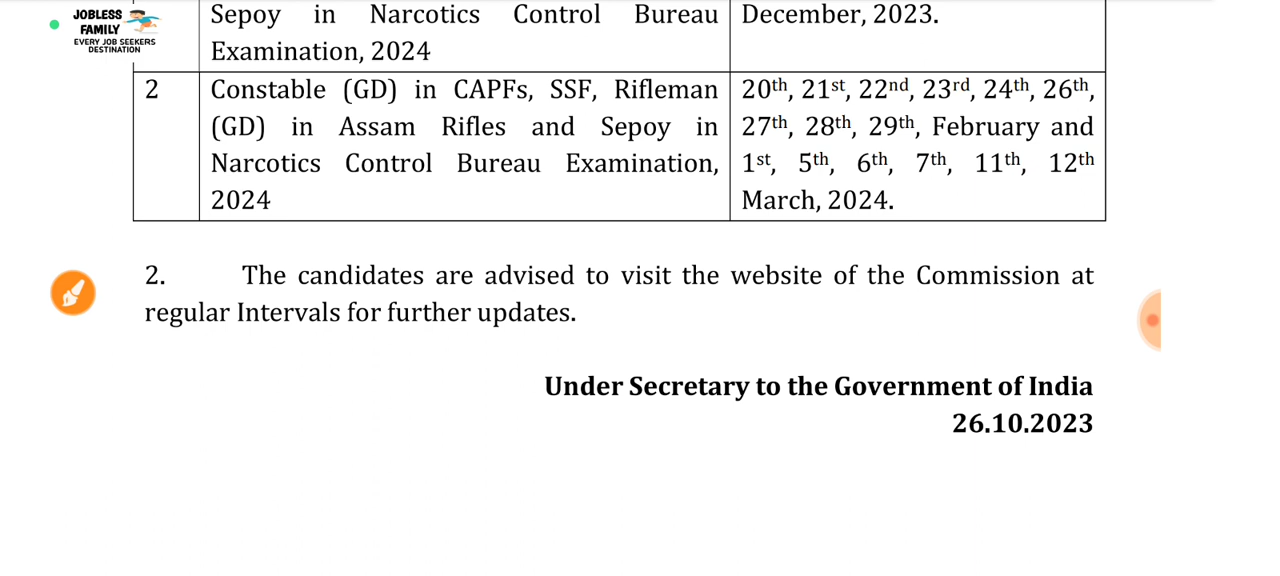 JOBLESS
FAMILY
EVERY JOB SEEKERS
DESTINATION
Sepoy in Narcotics Control Bureau
Examination, 2024
December, 2023.
2
Constable (GD) in CAPFs, SSF, Rifleman
(GD) in Assam Rifles and Sepoy in
Narcotics Control Bureau Examination,
2024
20th, 21st, 22nd, 23rd, 24th, 26th,
27th, 28th, 29th, February and
1st, 5th, 6th, 7th, 11th, 12th
March, 2024.
2. The candidates are advised to visit the website of the Commission at
regular Intervals for further updates.
Under Secretary to the Government of India
26.10.2023